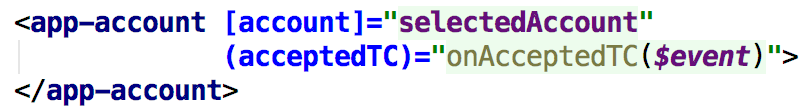 <app-account [account]="selectedAccount"
(acceptedTC)="onAcceptedTC($event)">
</app-account>